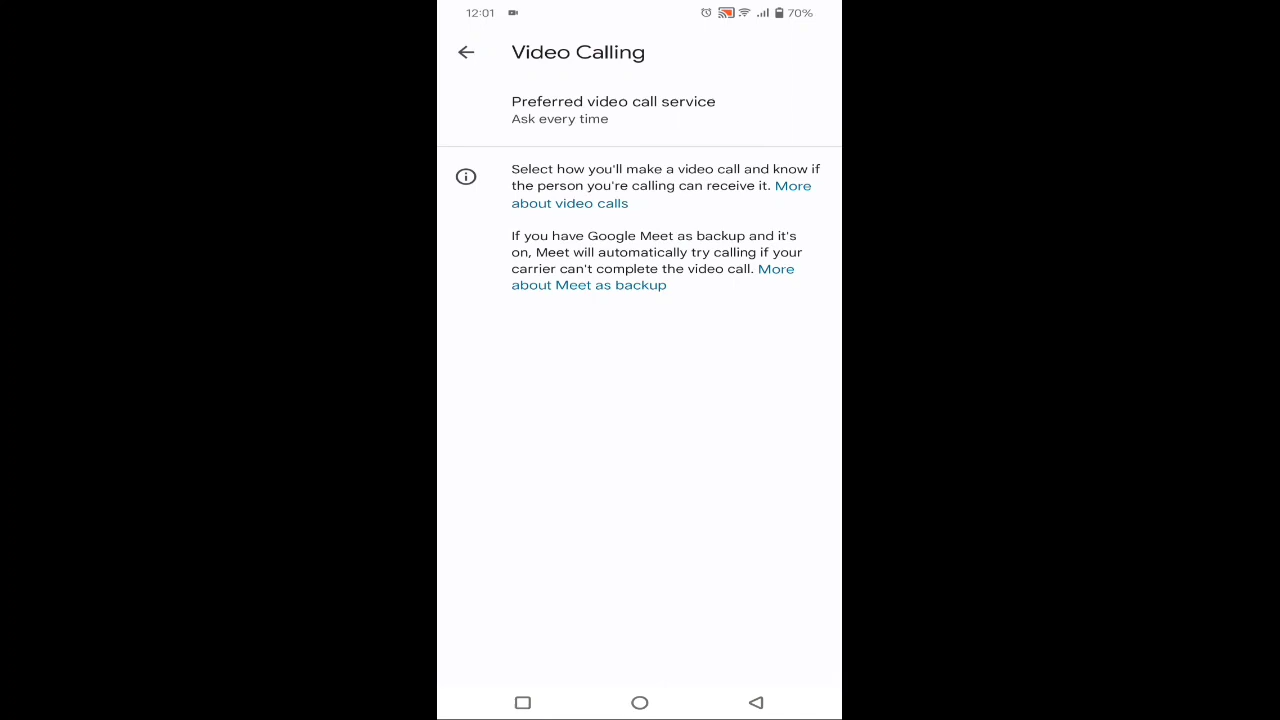 12:01
70%
Video Calling
Preferred video call service
Ask every time
Select how you'll make a video call and know if
the person you're calling can receive it. More
about video calls
If you have Google Meet as backup and it's
on, Meet will automatically try calling if your
carrier can't complete the video call. More
about Meet as backup